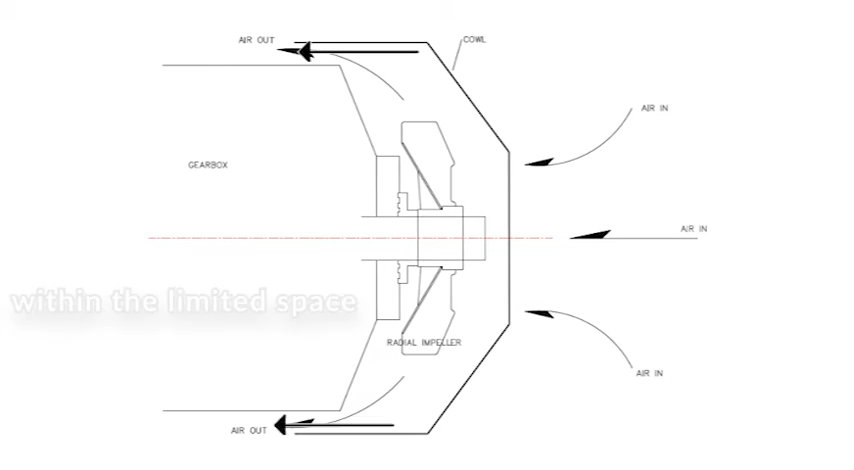 AIR OUT
COWL
AIR IN
GEARBOX
AIR IN
within the limited space
RADIAL IMPELLER
AIR IN
AIR OUT